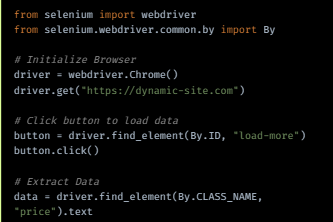 from selenium import webdriver
from selenium.webdriver.common.by import By
# Initialize Browser
driver = webdriver.Chrome()
driver.get("https://dynamic-site.com")
# Click button to load data
button = driver.find_element(By.ID, "load-more")
button.click()
# Extract Data
data = driver.find_element(By.CLASS_NAME,
"price").text